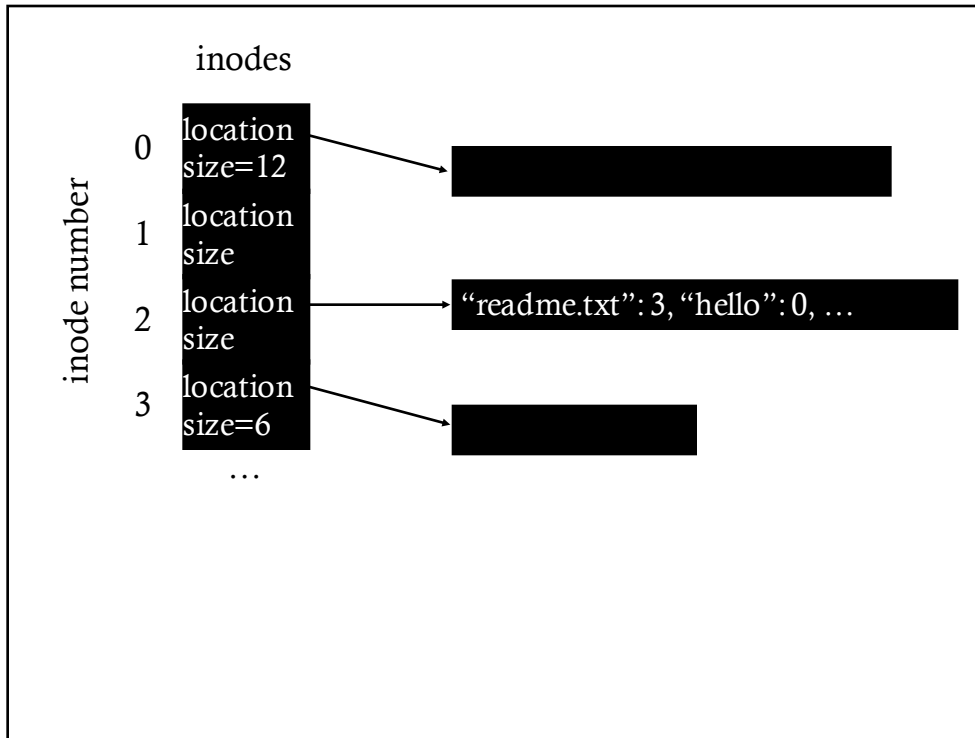 inodes
inode number
0
location
size=12
1
location
size
2
location
size
3
location
size=6
…
“readme.txt”: 3, “hello”: 0, …